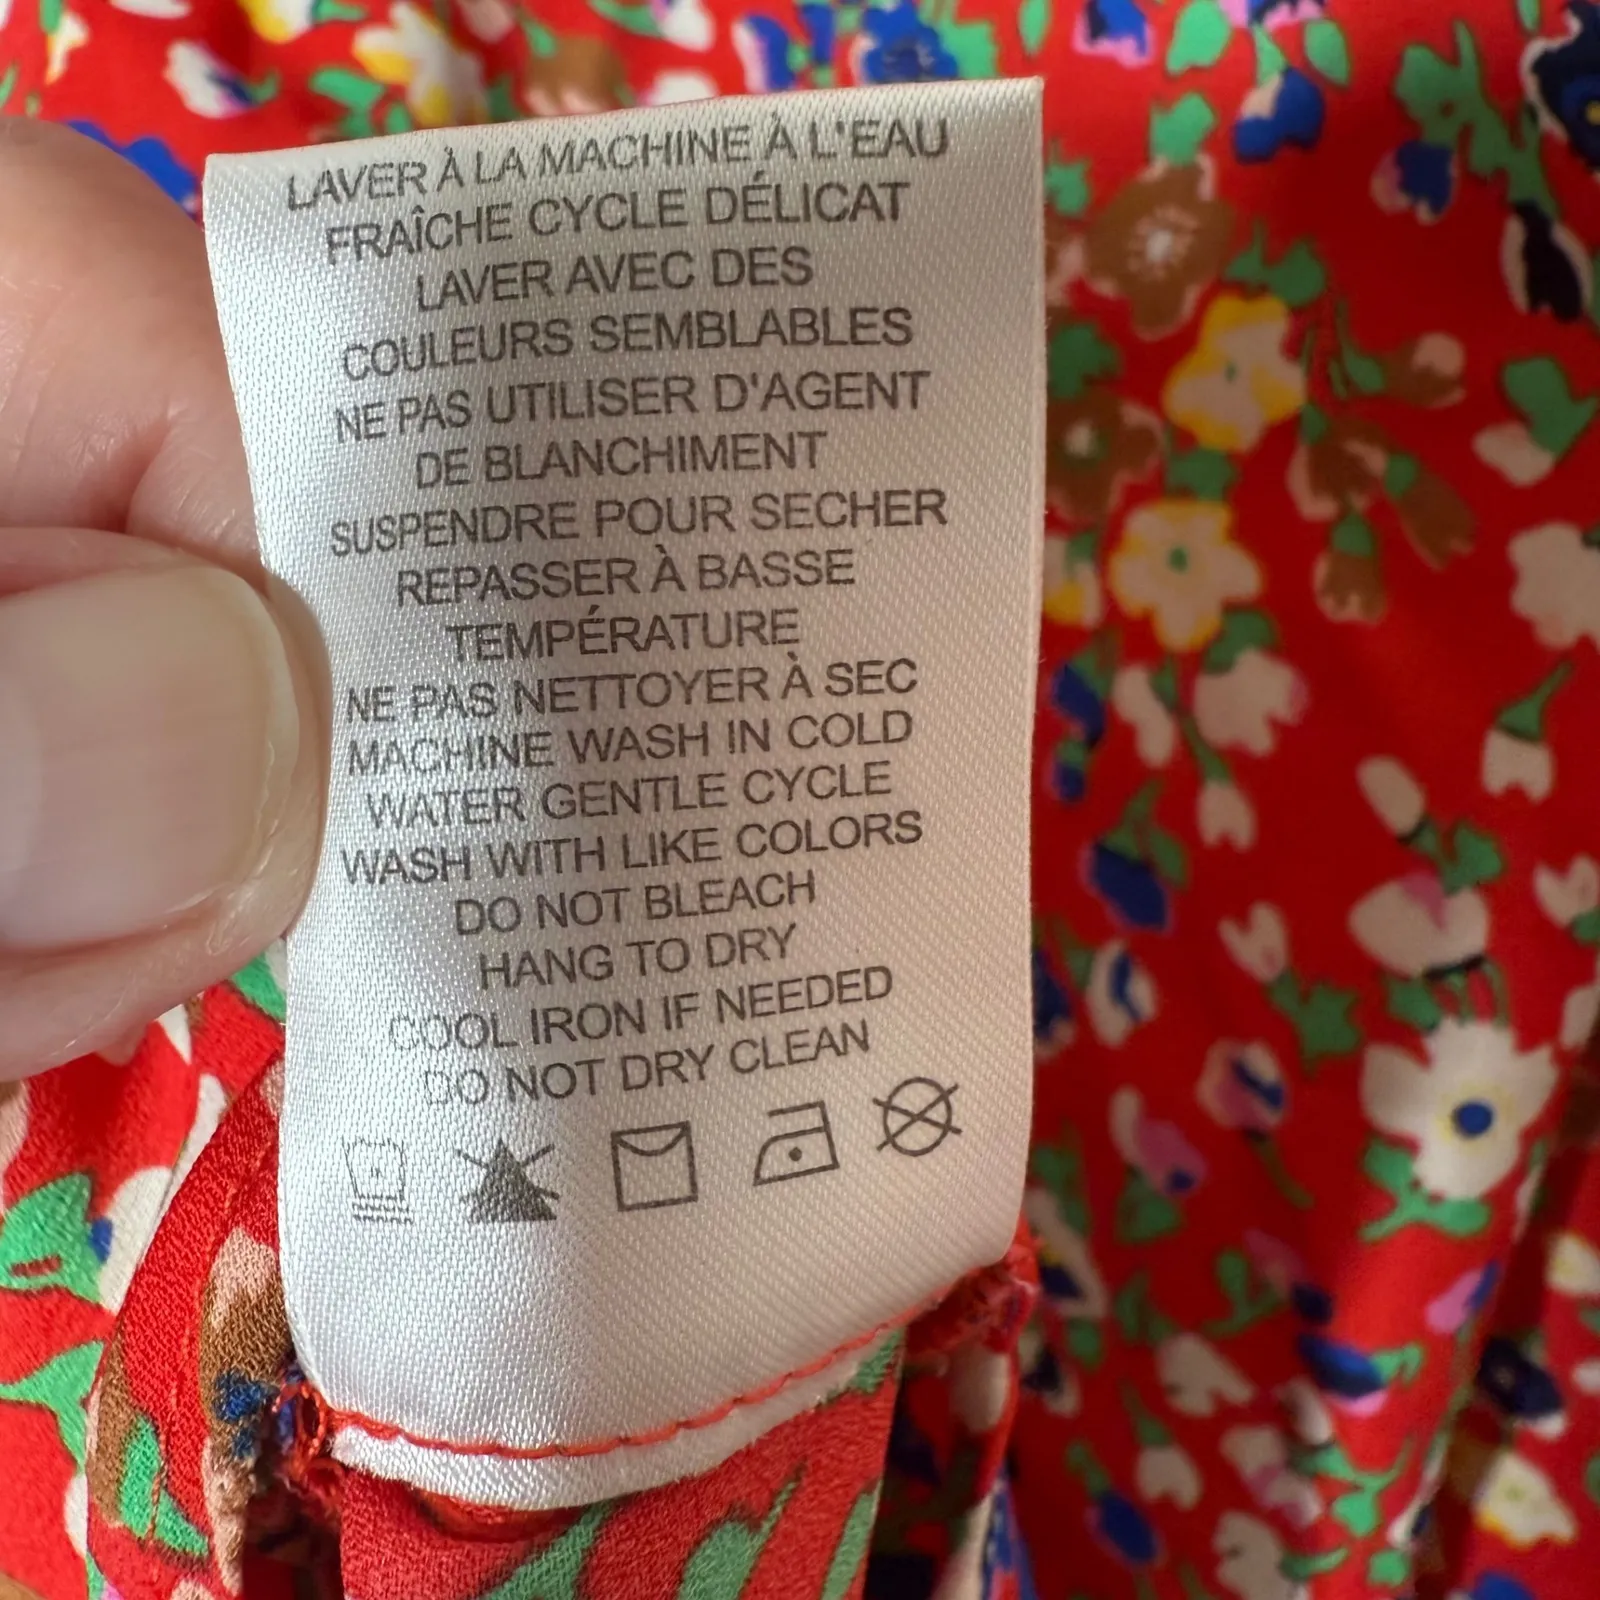 LAVER À LA MACHINE À L'EAU
FRAÎCHE CYCLE DÉLICAT
LAVER AVEC DES
COULEURS SEMBLABLES
NE PAS UTILISER D'AGENT
DE BLANCHIMENT
SUSPENDRE POUR SECHER
REPASSER À BASSE
TEMPÉRATURE
NE PAS NETTOYER À SEC
MACHINE WASH IN COLD
WATER GENTLE CYCLE
WASH WITH LIKE COLORS
DO NOT BLEACH
HANG TO DRY
COOL IRON IF NEEDED
DO NOT DRY CLEAN